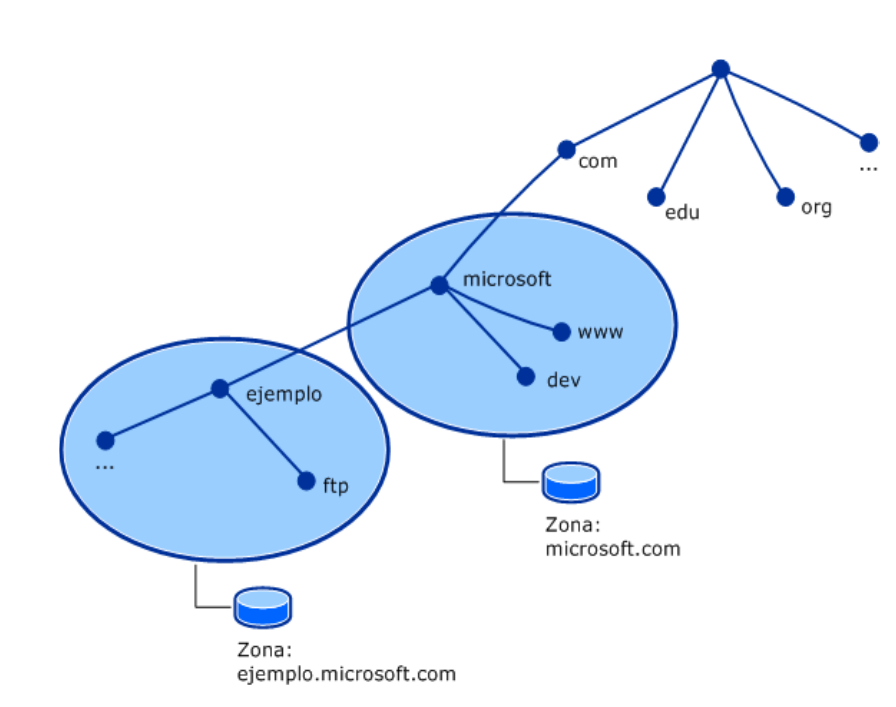 com
...
edu
org
microsoft
www
dev
ejemplo
...
ftp
Zona:
microsoft.com
Zona:
ejemplo.microsoft.com